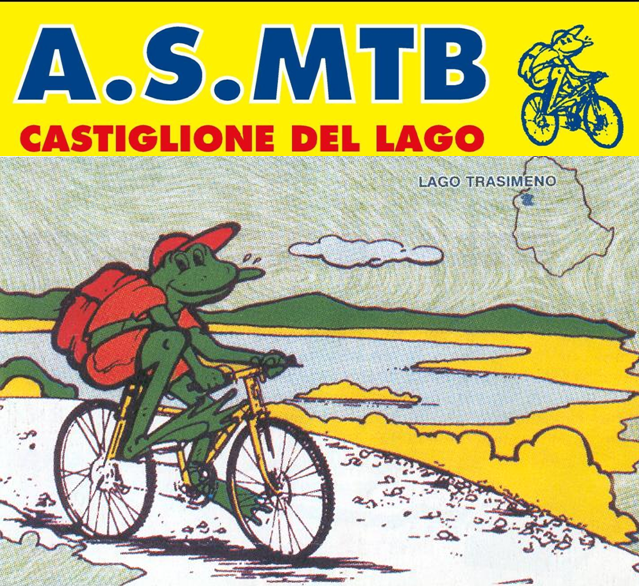 A.S.MTB
CASTIGLIONE DEL LAGO
LAGO TRASIMENO